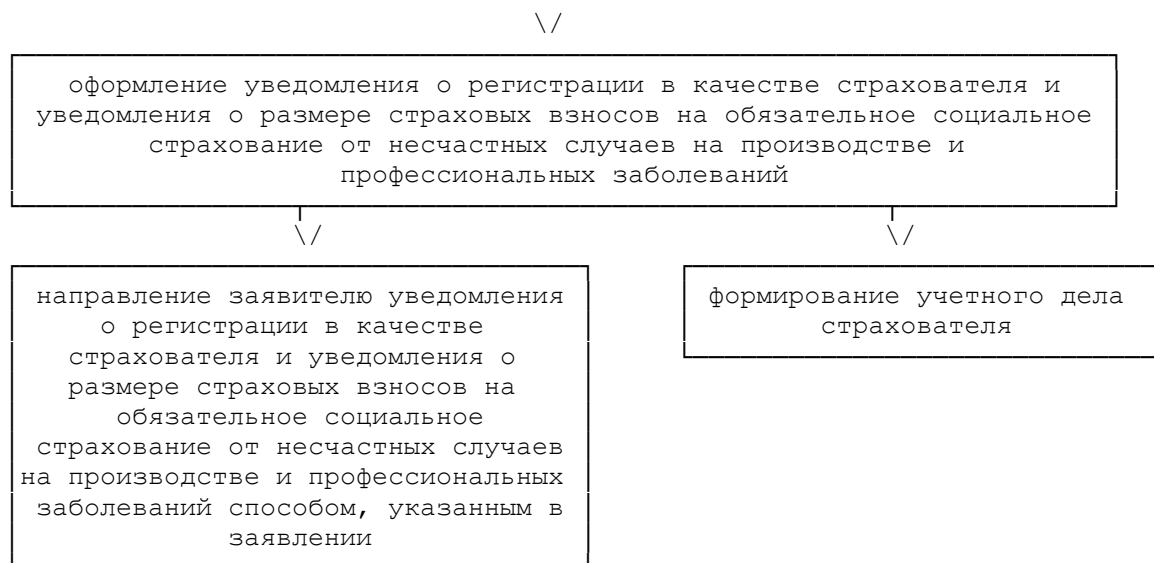 \/
оформление уведомления о регистрации в качестве страхователя и
уведомления о размере страховых взносов на обязательное социальное
страхование от несчастных случаев на производстве и
профессиональных заболеваний
\/ \/
направление заявителю уведомления
о регистрации в качестве
страхователя и уведомления о
размере страховых взносов на
обязательное социальное
страхование от несчастных случаев
на производстве и профессиональных
заболеваний способом, указанным в
заявлении
формирование учетного дела
страхователя